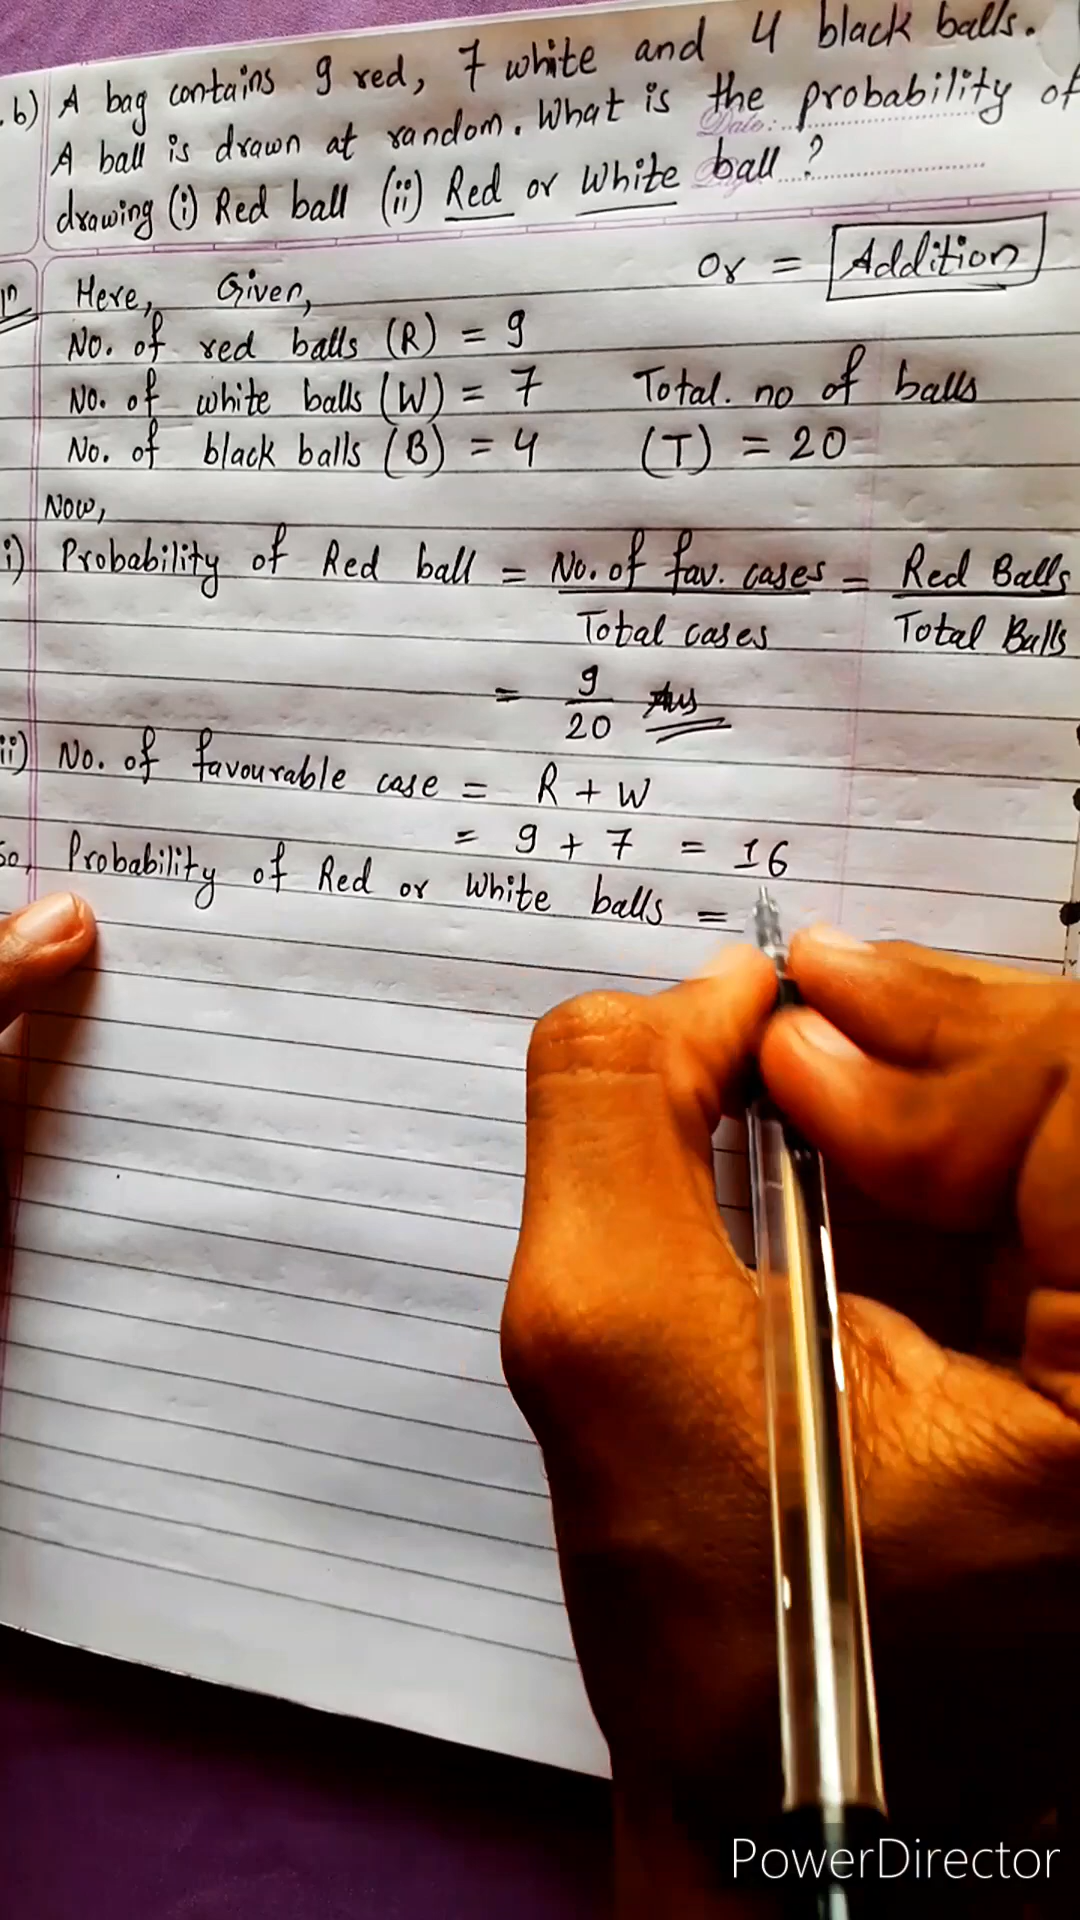 .b) A bag contains 9 red, 7 white and 4 black balls.
A ball is drawn at random. What is the probability of
Date:
drawing (i) Red ball (ii) Red or White ball ?
Or = Addition
Here, Given,
No. of red balls (R) = 9
No. of white balls (W) = 7 Total. no of balls
No. of black balls (B) = 4 (T) = 20
Now,
i) Probability of Red ball = No. of fav. cases = Red Balls
Total cases Total Balls
= 9
20 Ans
ii) No. of favourable case = R + W
= 9 + 7 = 16
So, Probability of Red or White balls =
PowerDirector